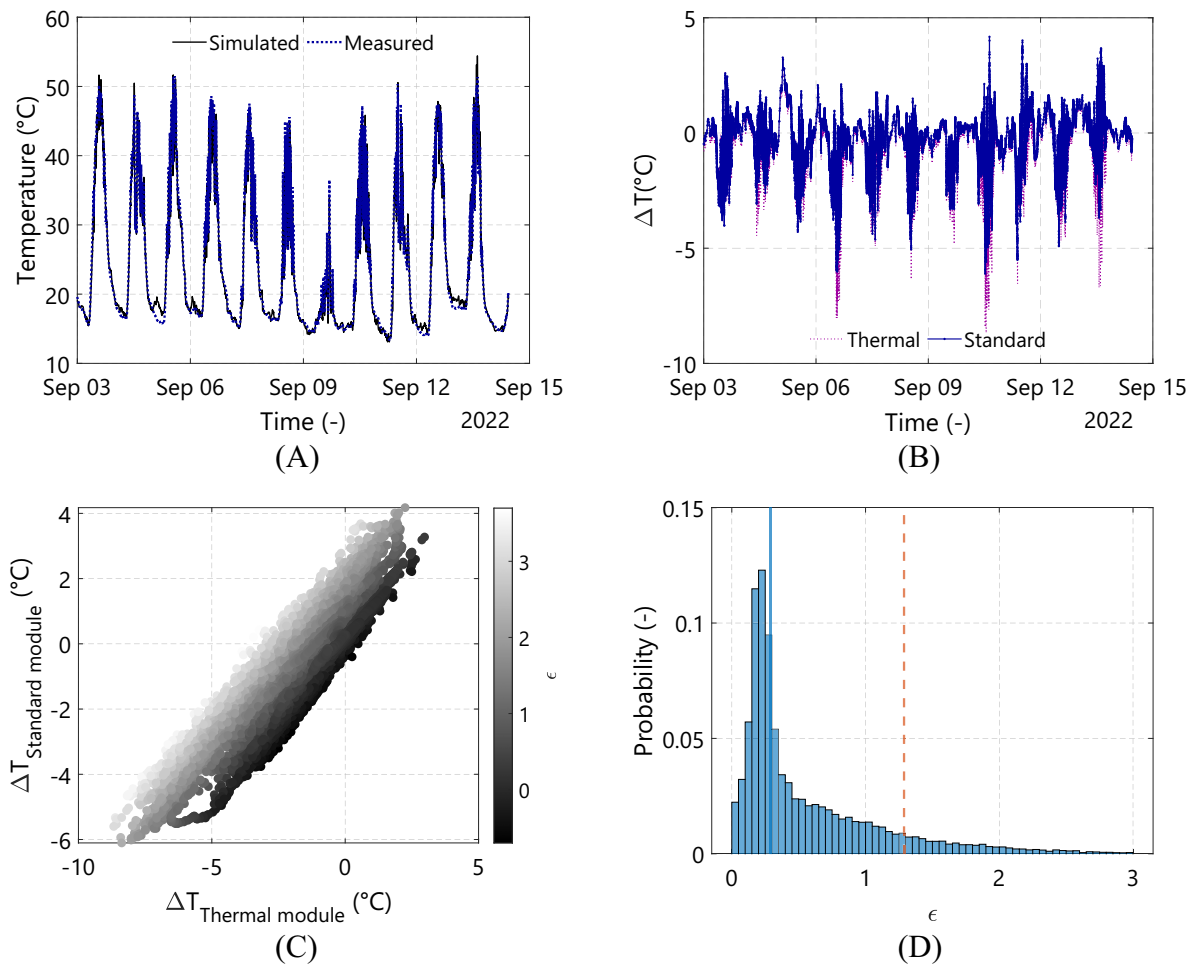 60
50
40
30
20
10
Temperature (°C)
Simulated Measured
Sep 03 Sep 06 Sep 09 Sep 12 Sep 15
Time (-) 2022
(A)
5
0
-5
-10
ΔT(°C)
Thermal Standard
Sep 03 Sep 06 Sep 09 Sep 12 Sep 15
Time (-) 2022
(B)
4
2
0
-2
-4
-6
ΔT Standard module (°C)
-10 -5 0 5
ΔT Thermal module (°C)
3
2
1
0
ϵ
(C)
0.15
0.1
0.05
0
Probability (-)
0 1 2 3
ϵ
(D)